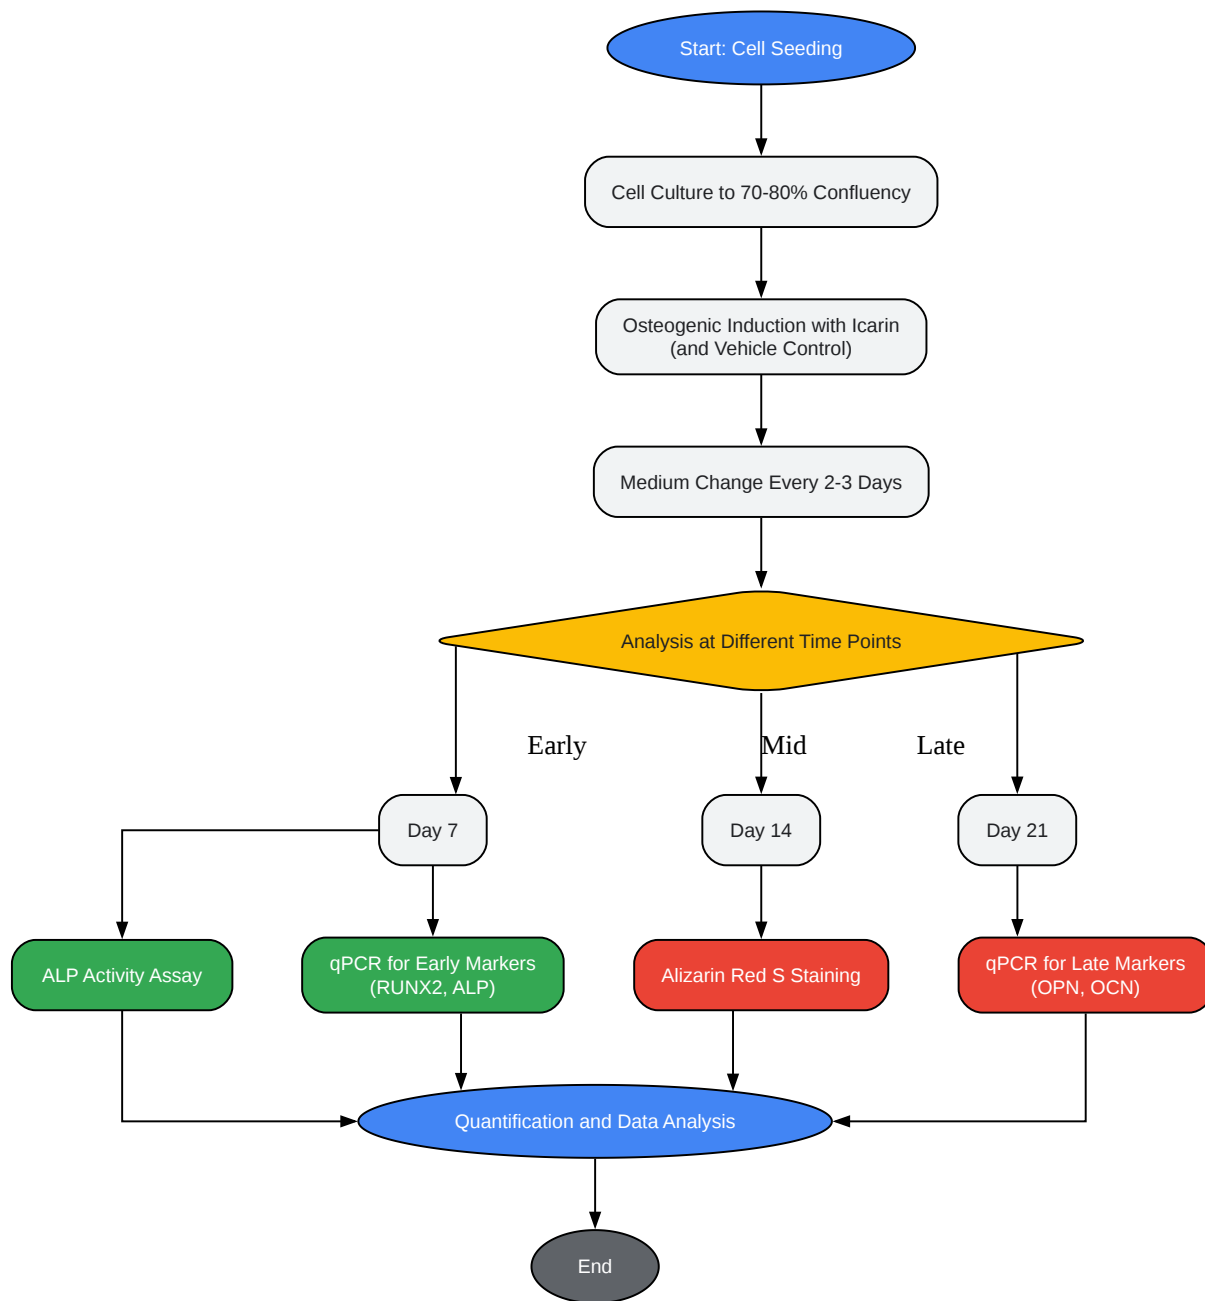 Start: Cell Seeding
Cell Culture to 70-80% Confluency
Osteogenic Induction with Icarin
(and Vehicle Control)
Medium Change Every 2-3 Days
Analysis at Different Time Points
Early
Mid
Late
Day 7
Day 14
Day 21
ALP Activity Assay
qPCR for Early Markers
(RUNX2, ALP)
Alizarin Red S Staining
qPCR for Late Markers
(OPN, OCN)
Quantification and Data Analysis
End